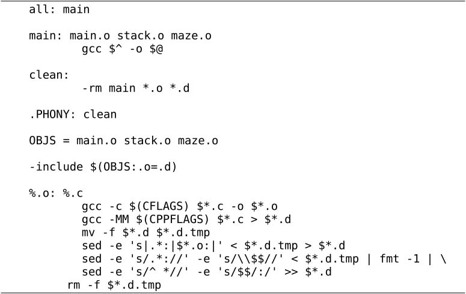 all: main
main: main.o stack.o maze.o
gcc $^ -o $@
clean:
-rm main *.o *.d
.PHONY: clean
OBJS = main.o stack.o maze.o
-include $(OBJS:.o=.d)
%.o: %.c
gcc -c $(CFLAGS) $*.c -o $*.o
gcc -MM $(CPPFLAGS) $*.c > $*.d
mv -f $*.d $*.d.tmp
sed -e 's|.*:|$*.o:|' < $*.d.tmp > $*.d
sed -e 's/.*://' -e 's/\\$$//' < $*.d.tmp | fmt -1 | \
sed -e 's/^ *//' -e 's/$$/:/' >> $*.d
rm -f $*.d.tmp